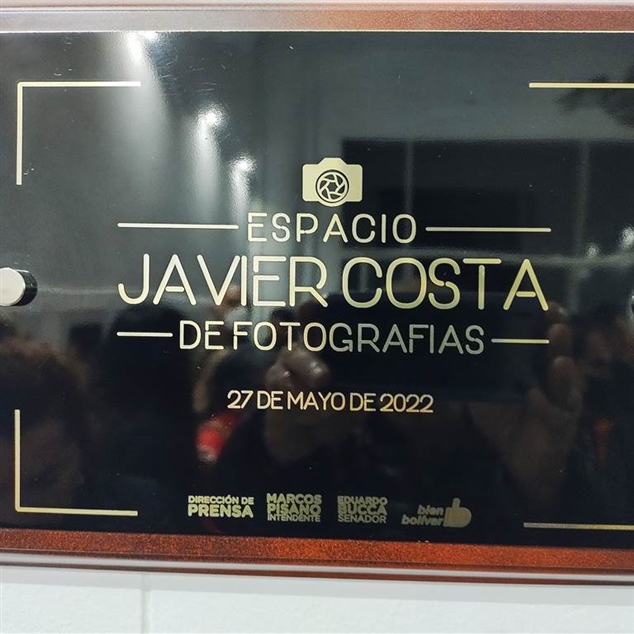 ESPACIO
JAVIER COSTA
DE FOTOGRAFIAS
27 DE MAYO DE 2022
DIRECCIÓN DE
PRENSA
MARCOS
PISANO
INTENDENTE
EDUARDO
BUCCA
SENADOR
bien
bolívar